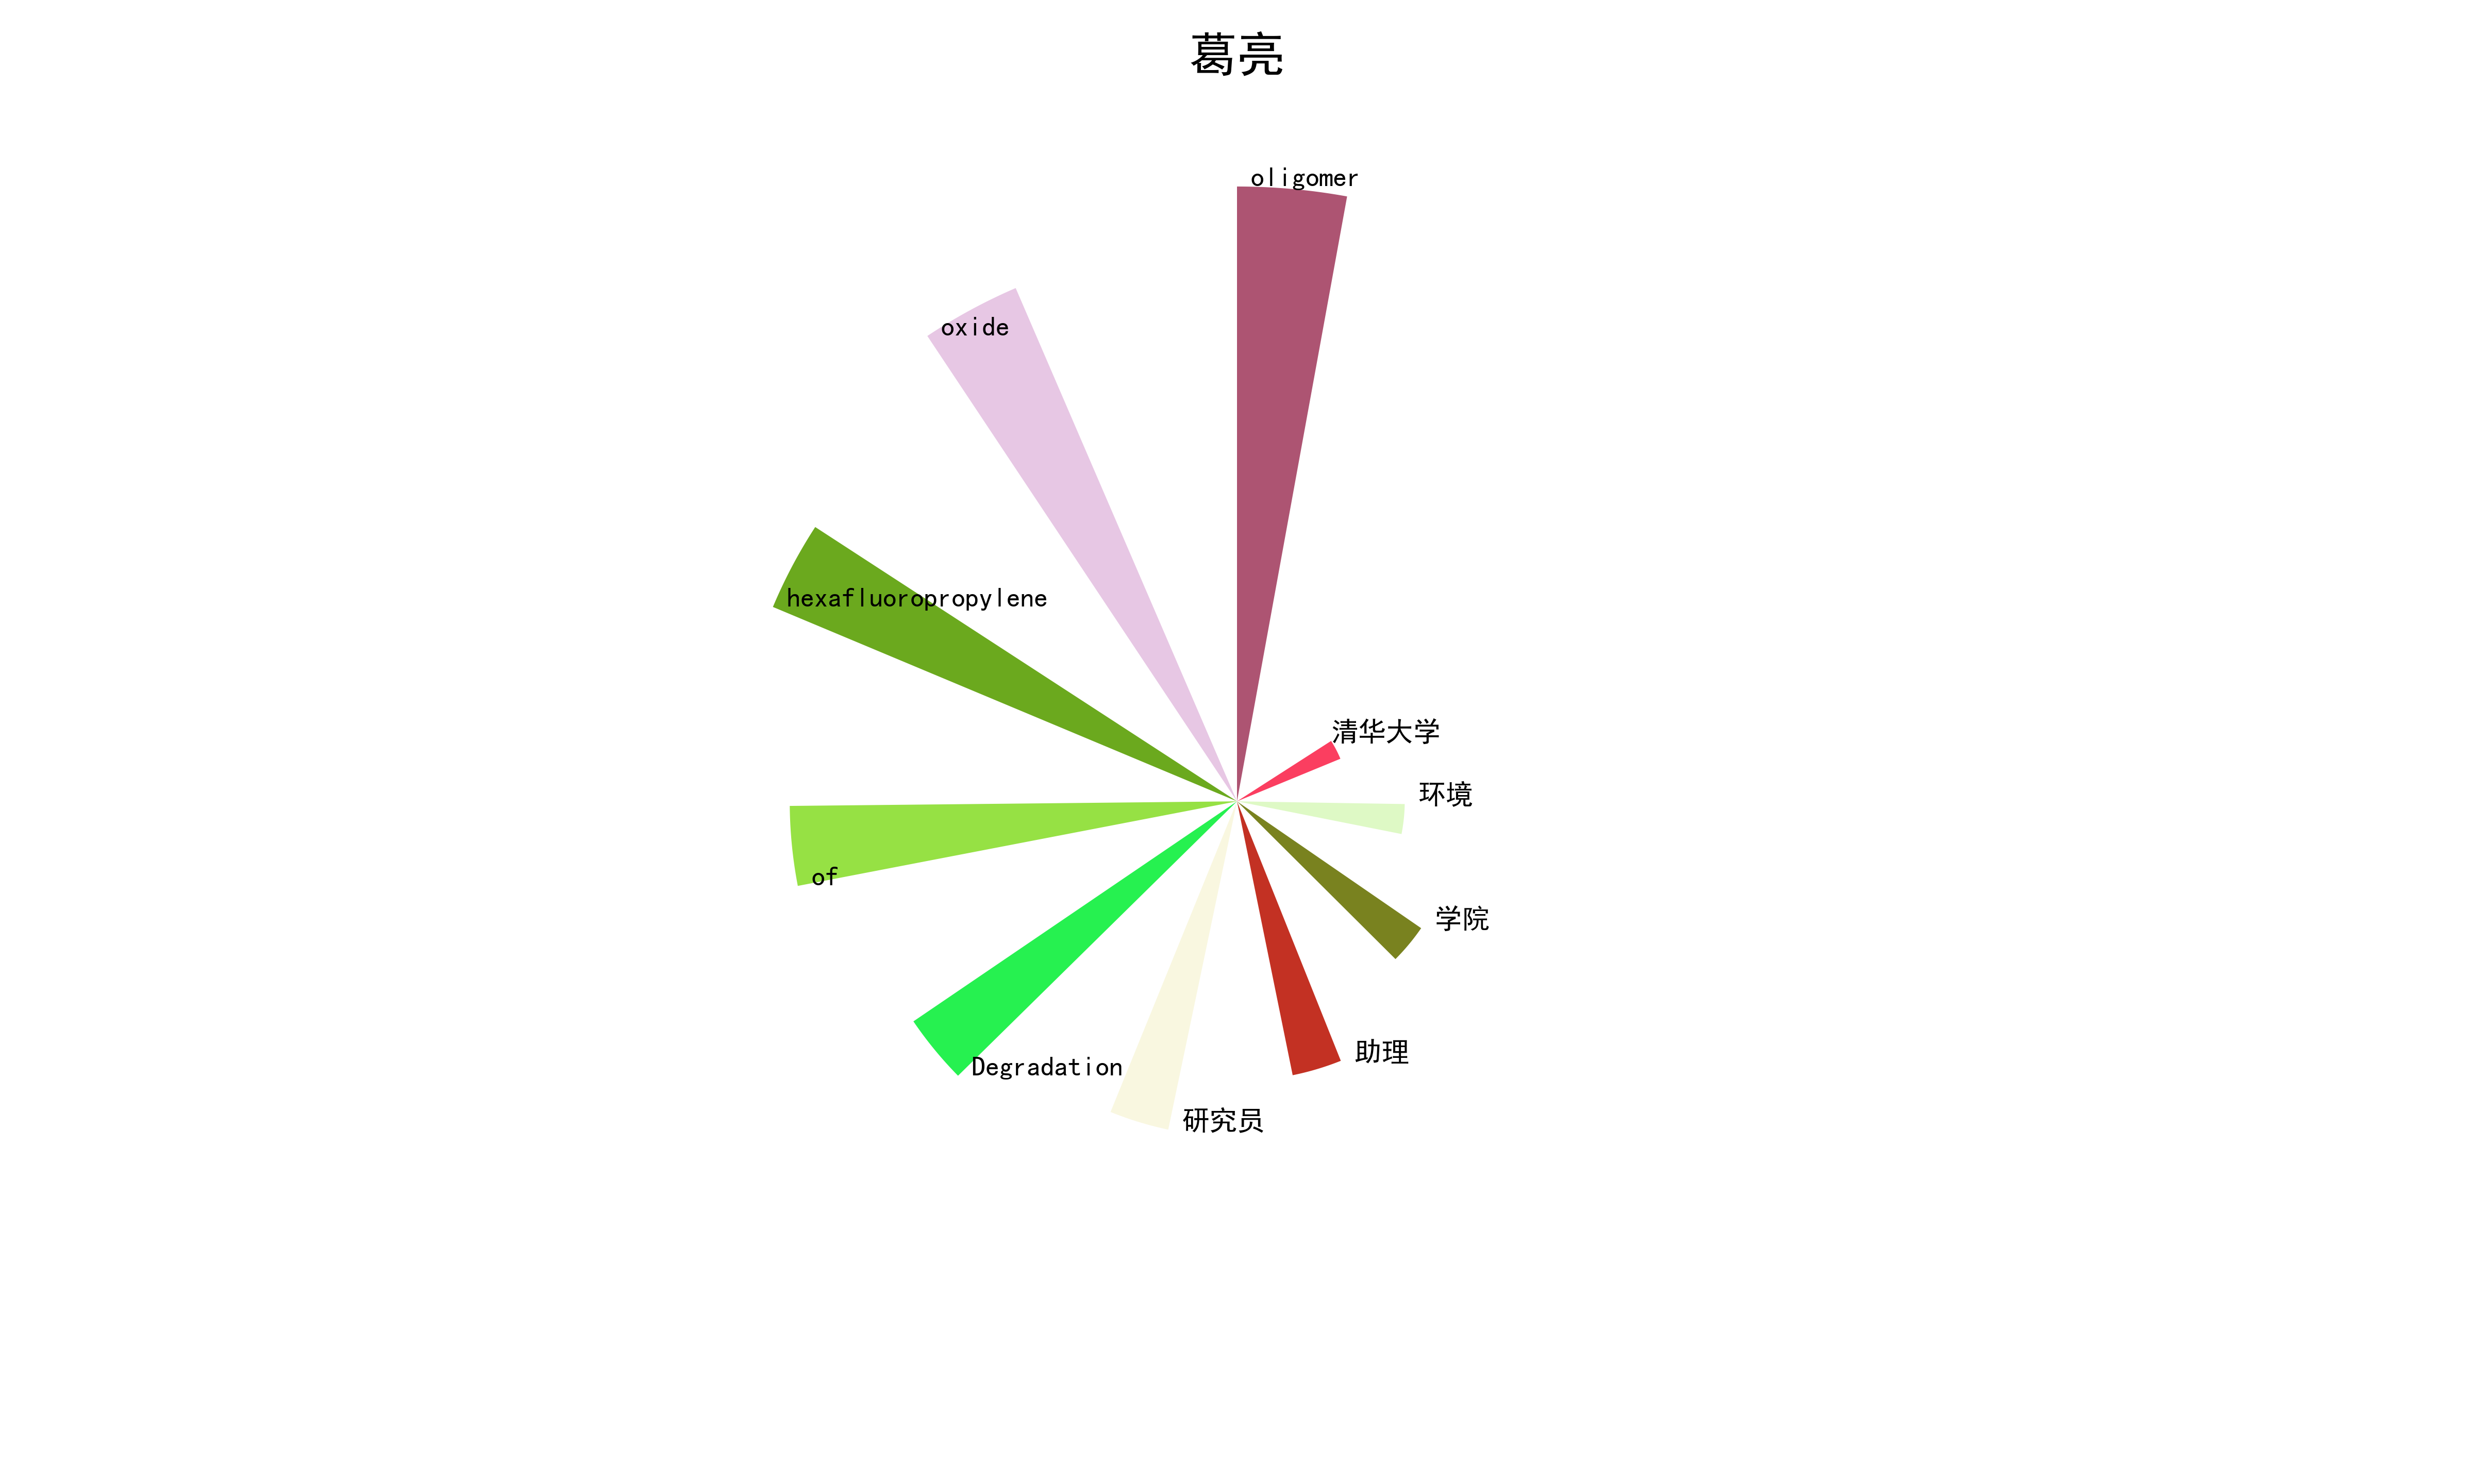 葛亮
oligomer
oxide
hexafluoropropylene
清华大学
环境
of
学院
助理
Degradation
研究员